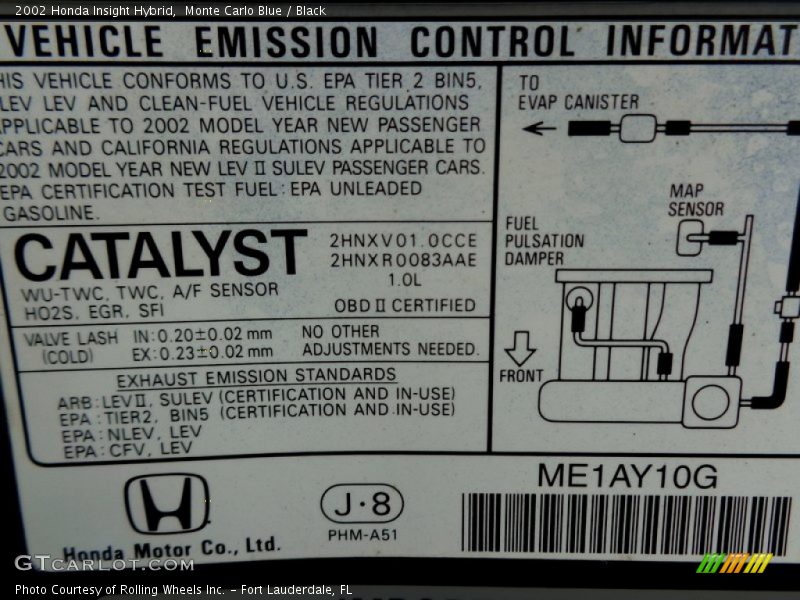 2002 Honda Insight Hybrid, Monte Carlo Blue / Black
VEHICLE EMISSION CONTROL INFORMAT
HIS VEHICLE CONFORMS TO U.S. EPA TIER 2 BIN5,
LEV LEV AND CLEAN-FUEL VEHICLE REGULATIONS
APPLICABLE TO 2002 MODEL YEAR NEW PASSENGER
CARS AND CALIFORNIA REGULATIONS APPLICABLE TO
2002 MODEL YEAR NEW LEV II SULEV PASSENGER CARS.
EPA CERTIFICATION TEST FUEL: EPA UNLEADED
GASOLINE.
CATALYST
WU-TWC, TWC, A/F SENSOR
HO2S, EGR, SFI
2HNXV01.0CCE
2HNXR0083AAE
1.0L
OBD II CERTIFIED
VALVE LASH IN: 0.20±0.02 mm NO OTHER
(COLD) EX: 0.23±0.02 mm ADJUSTMENTS NEEDED.
EXHAUST EMISSION STANDARDS
ARB: LEV II, SULEV (CERTIFICATION AND IN-USE)
EPA: TIER2, BIN5 (CERTIFICATION AND IN-USE)
EPA: NLEV, LEV
EPA: CFV, LEV
TO
EVAP CANISTER
MAP
SENSOR
FUEL
PULSATION
DAMPER
FRONT
Honda Motor Co., Ltd.
J·8
PHM-A51
ME1AY10G
GTCarLot.com
Photo Courtesy of Rolling Wheels Inc. - Fort Lauderdale, FL